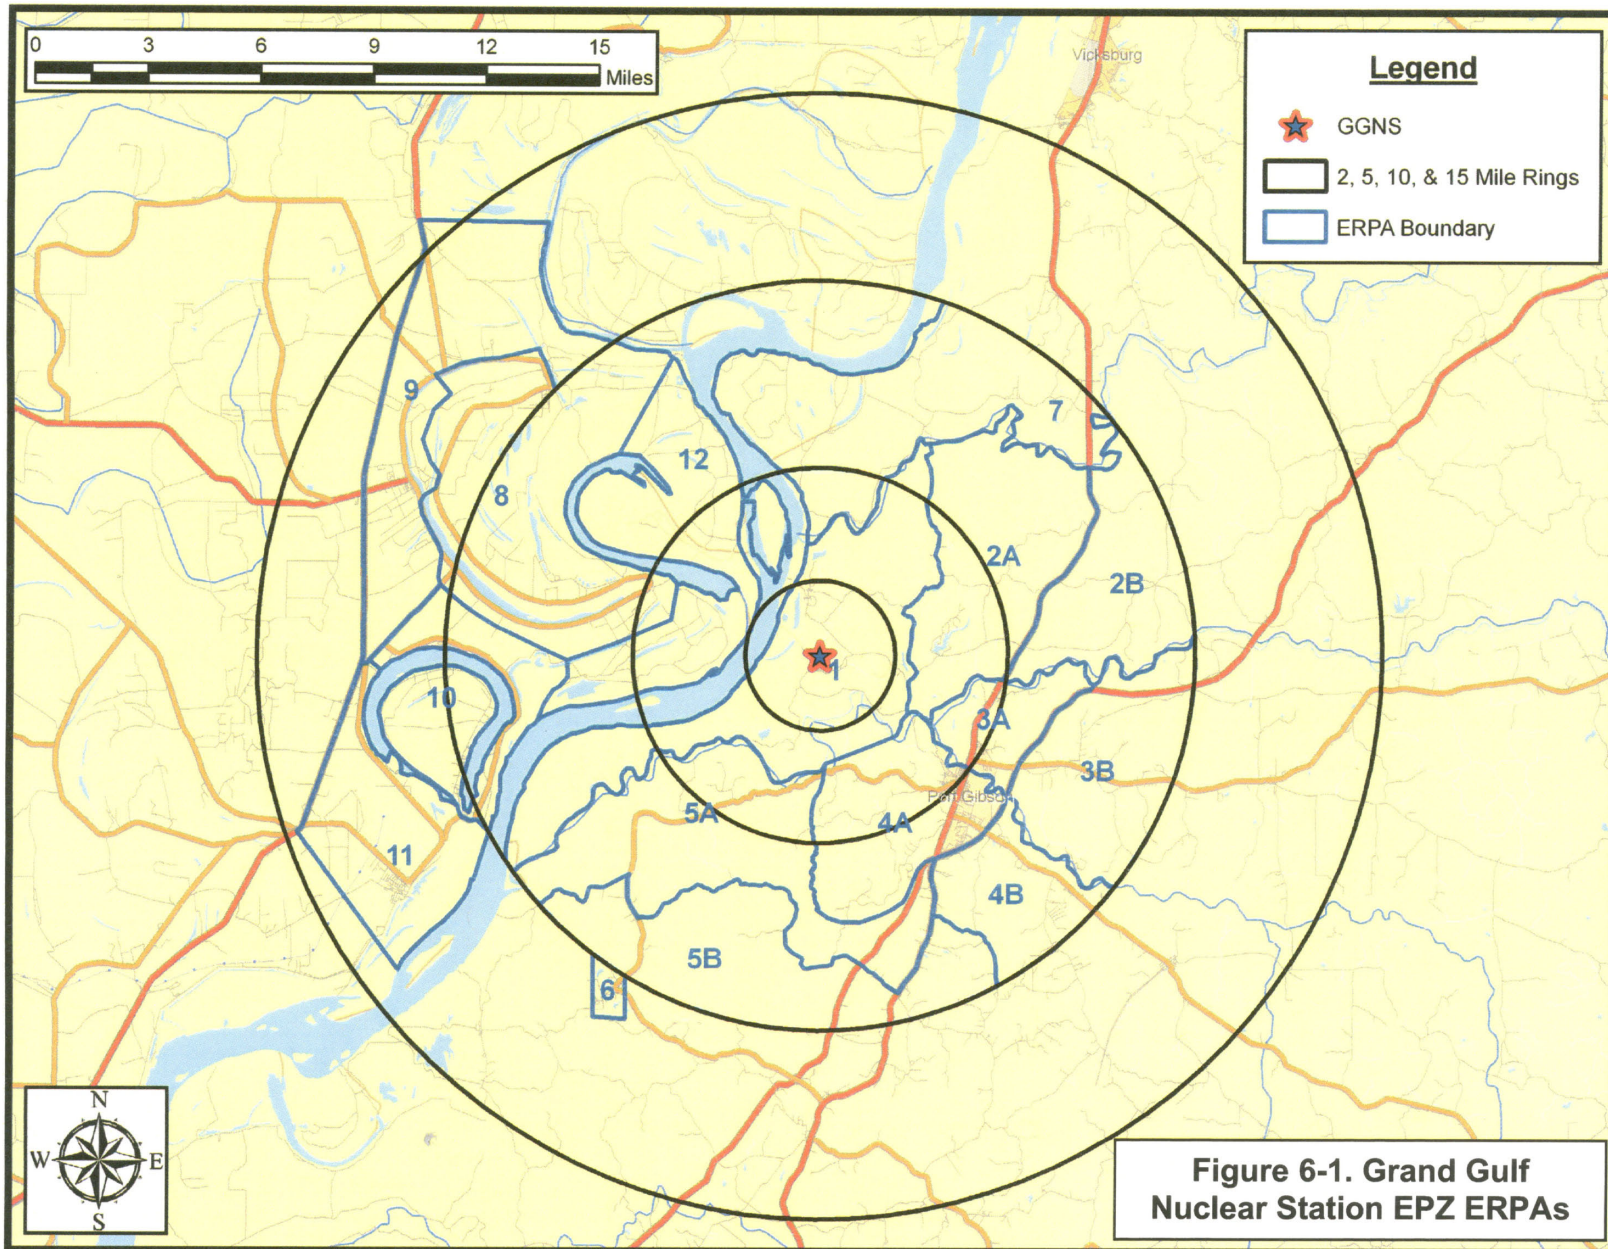 0 3 6 9 12 15
Miles
Vicksburg
Legend
GGNS
2, 5, 10, & 15 Mile Rings
ERPA Boundary
9
7
12
8
2A
2B
1
10
3A
3B
Port Gibson
5A
4A
11
4B
5B
6
N
W E
S
Figure 6-1. Grand Gulf
Nuclear Station EPZ ERPAs